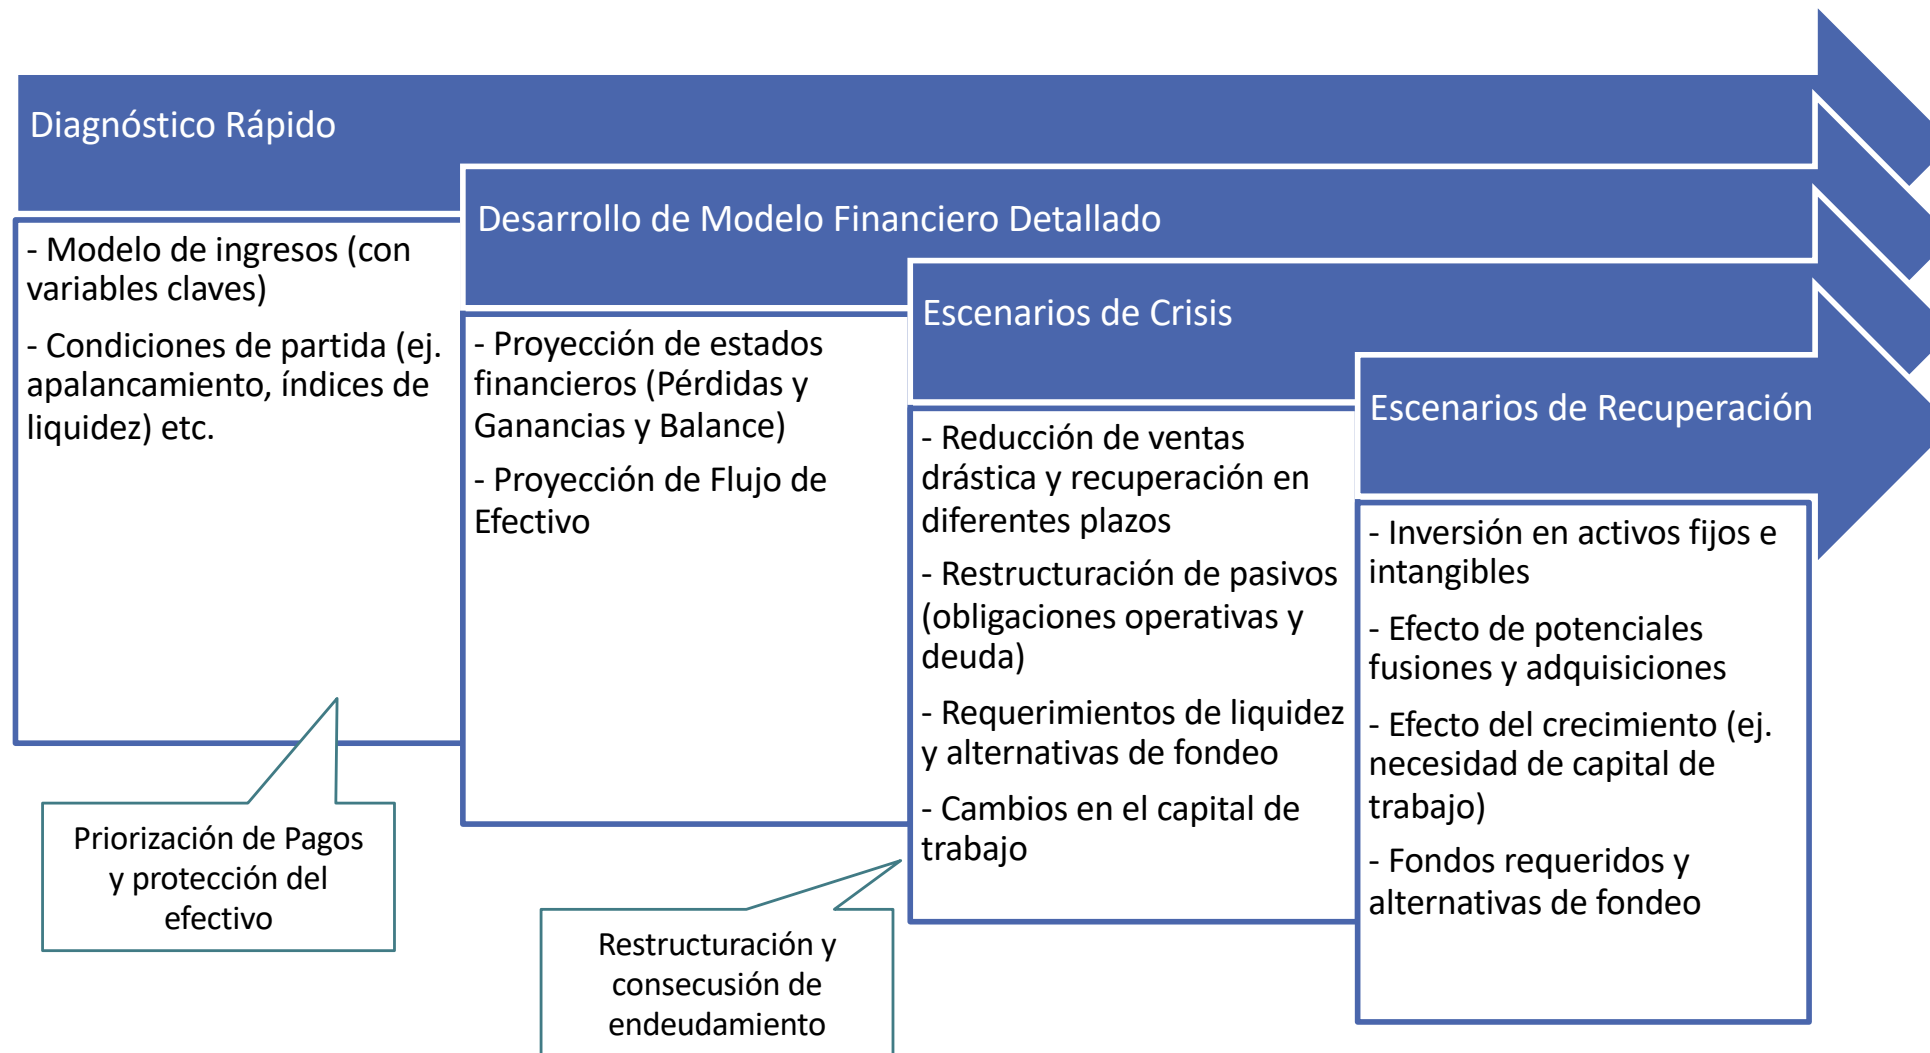 Diagnóstico Rápido
- Modelo de ingresos (con
variables claves)
- Condiciones de partida (ej.
apalancamiento, índices de
liquidez) etc.
Priorización de Pagos
y protección del
efectivo
Desarrollo de Modelo Financiero Detallado
- Proyección de estados
financieros (Pérdidas y
Ganancias y Balance)
- Proyección de Flujo de
Efectivo
Escenarios de Crisis
- Reducción de ventas
drástica y recuperación en
diferentes plazos
- Restructuración de pasivos
(obligaciones operativas y
deuda)
- Requerimientos de liquidez
y alternativas de fondeo
- Cambios en el capital de
trabajo
Restructuración y
consecusión de
endeudamiento
Escenarios de Recuperación
- Inversión en activos fijos e
intangibles
- Efecto de potenciales
fusiones y adquisiciones
- Efecto del crecimiento (ej.
necesidad de capital de
trabajo)
- Fondos requeridos y
alternativas de fondeo